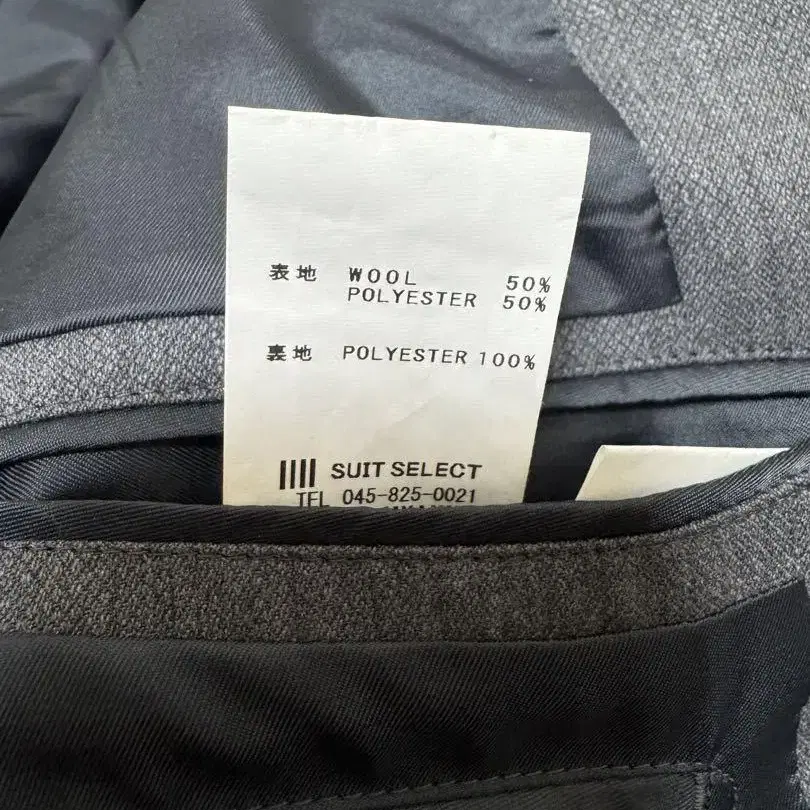 表地 WOOL 50%
POLYESTER 50%
裏地 POLYESTER 100%
SUIT SELECT
TEL 045-825-0021